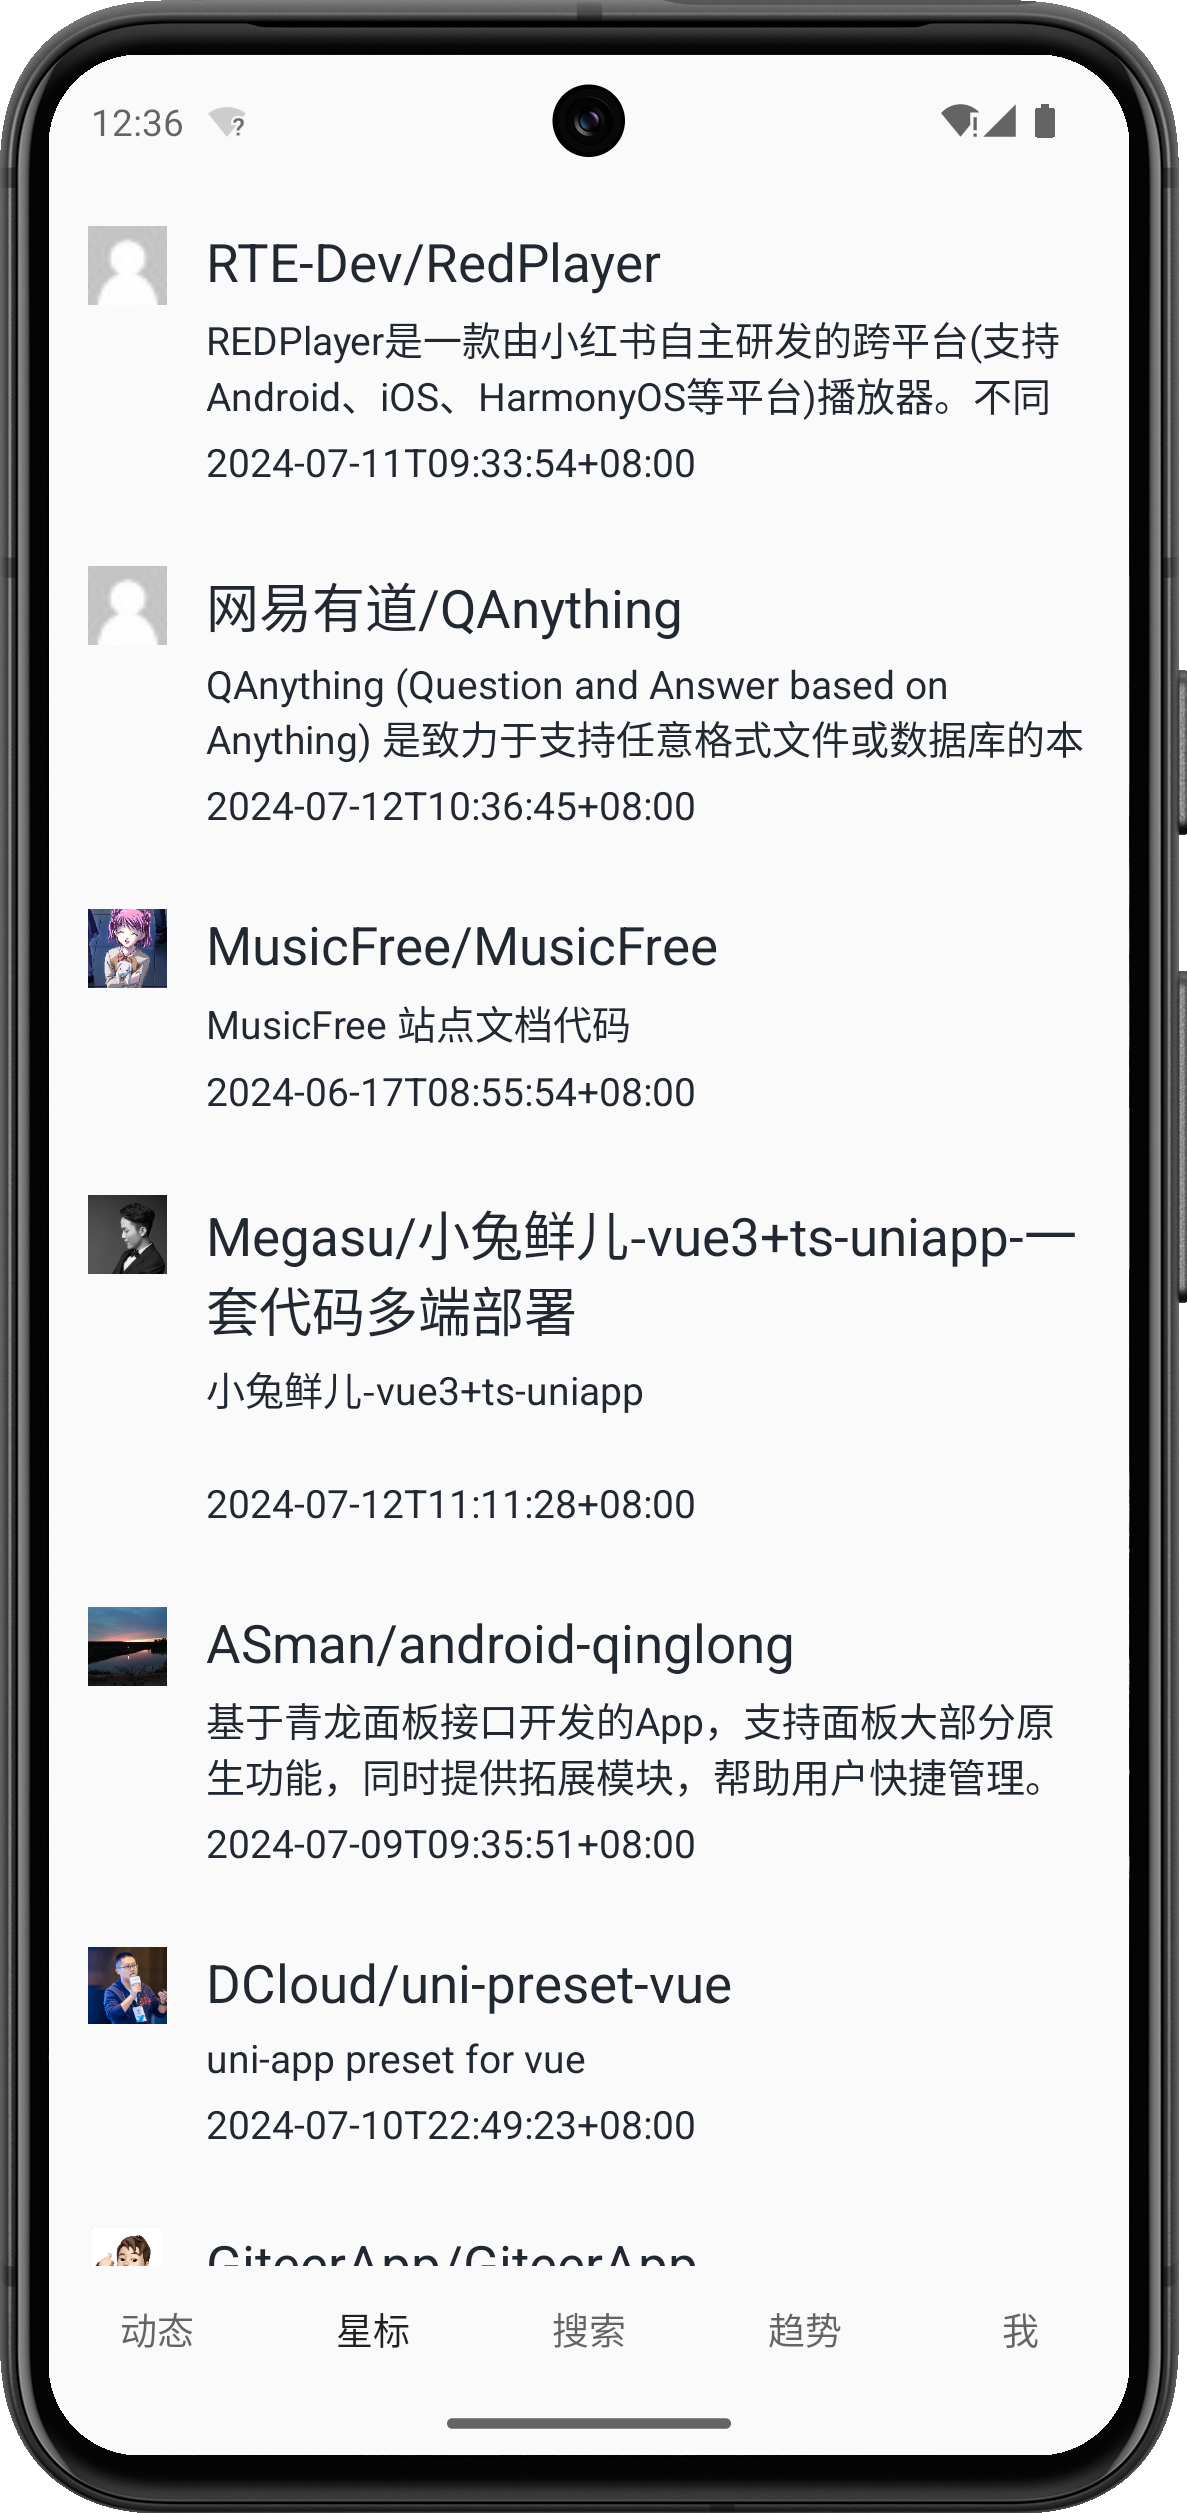 12:36
RTE-Dev/RedPlayer
REDPlayer是一款由小红书自主研发的跨平台(支持
Android、iOS、HarmonyOS等平台)播放器。不同
2024-07-11T09:33:54+08:00
网易有道/QAnything
QAnything (Question and Answer based on
Anything) 是致力于支持任意格式文件或数据库的本
2024-07-12T10:36:45+08:00
MusicFree/MusicFree
MusicFree 站点文档代码
2024-06-17T08:55:54+08:00
Megasu/小兔鲜儿-vue3+ts-uniapp-一
套代码多端部署
小兔鲜儿-vue3+ts-uniapp
2024-07-12T11:11:28+08:00
ASman/android-qinglong
基于青龙面板接口开发的App，支持面板大部分原
生功能，同时提供拓展模块，帮助用户快捷管理。
2024-07-09T09:35:51+08:00
DCloud/uni-preset-vue
uni-app preset for vue
2024-07-10T22:49:23+08:00
GiteerApp/GiteerApp
动态
星标
搜索
趋势
我